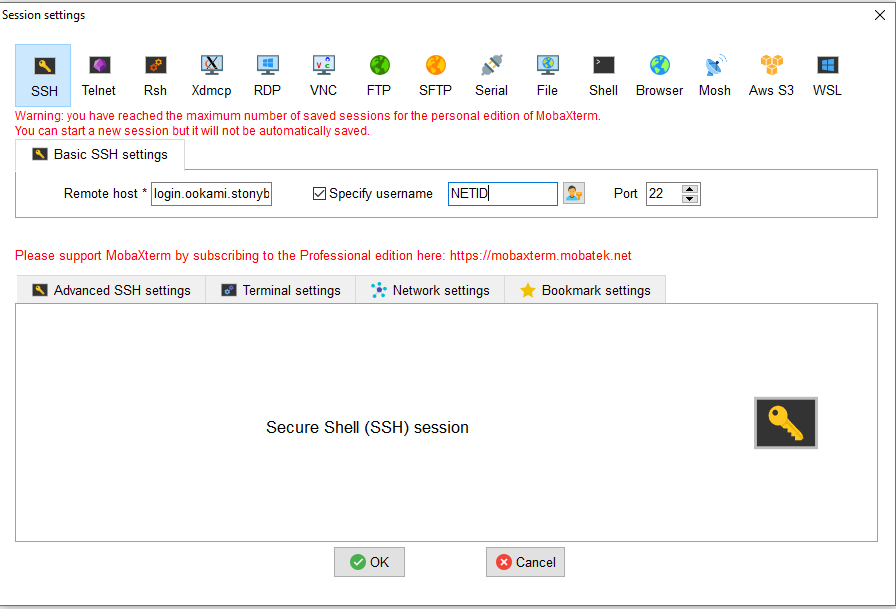 Session settings
SSH Telnet Rsh Xdmcp RDP VNC FTP SFTP Serial File Shell Browser Mosh Aws S3 WSL
Warning: you have reached the maximum number of saved sessions for the personal edition of MobaXterm.
You can start a new session but it will not be automatically saved.
Basic SSH settings
Remote host * login.ookami.stonyb Specify username NETID Port 22
Please support MobaXterm by subscribing to the Professional edition here: https://mobaxterm.mobatek.net
Advanced SSH settings Terminal settings Network settings Bookmark settings
Secure Shell (SSH) session
OK Cancel